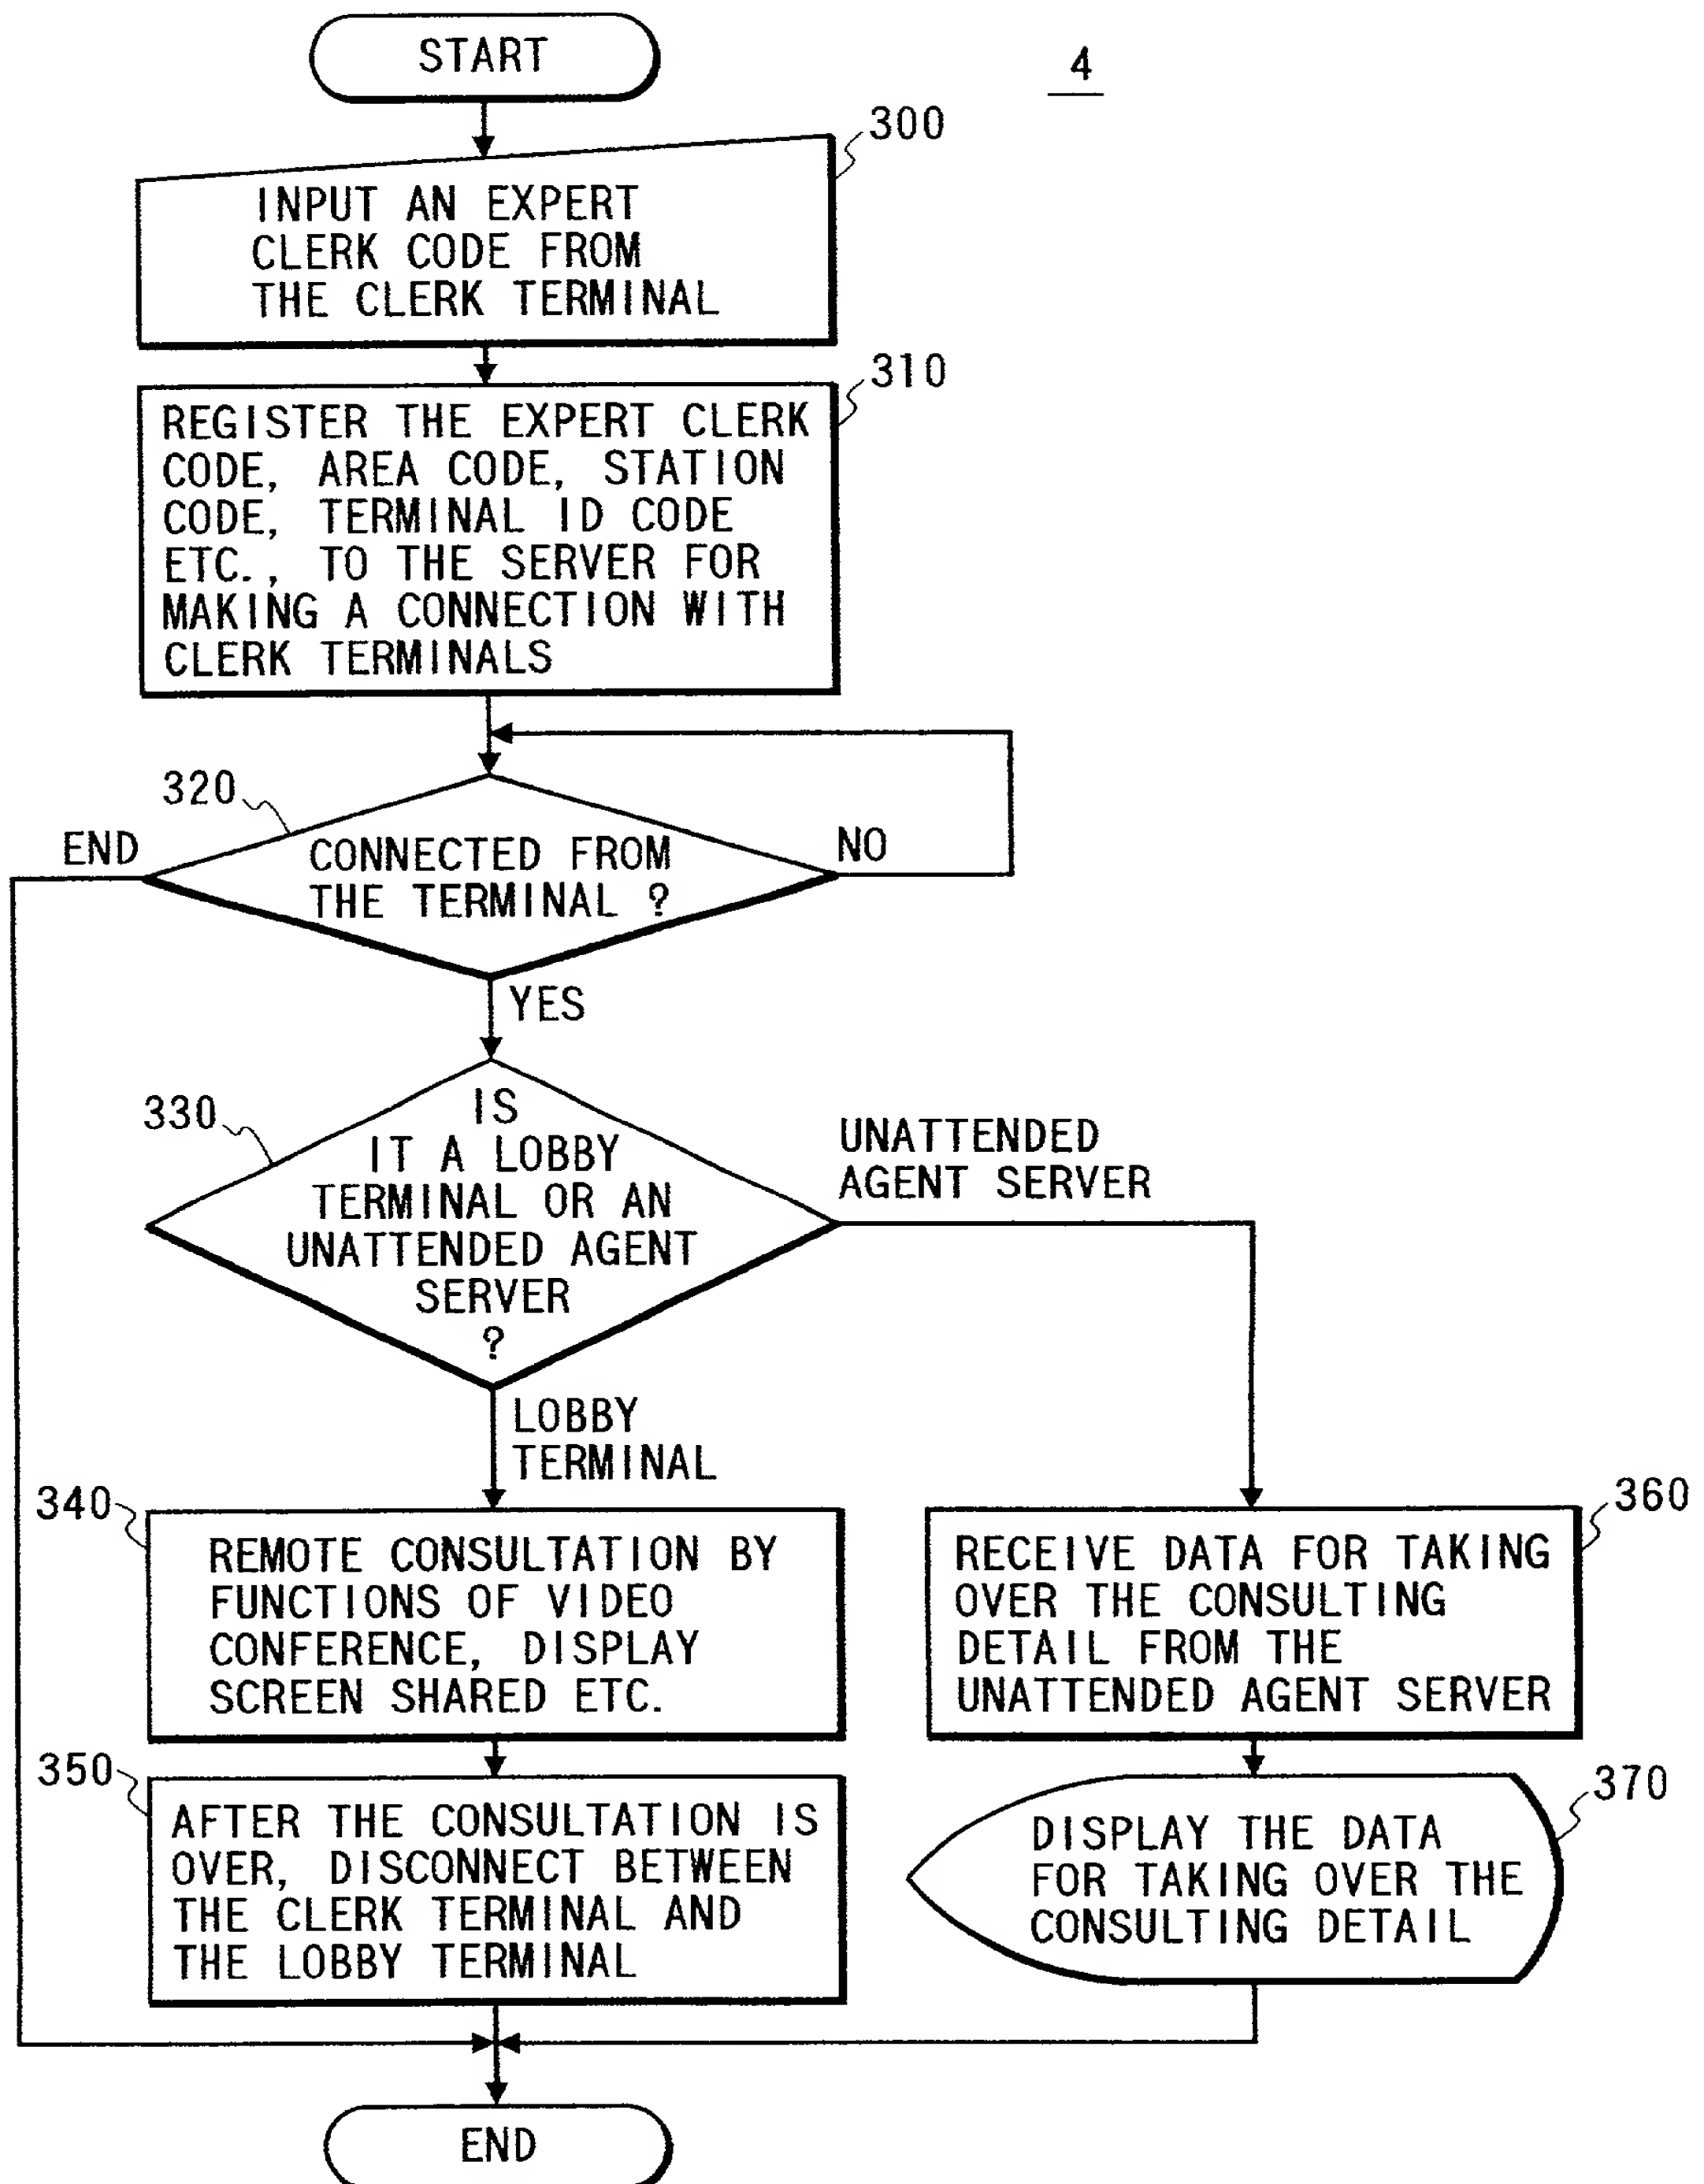 START
4
300
INPUT AN EXPERT
CLERK CODE FROM
THE CLERK TERMINAL
310
REGISTER THE EXPERT CLERK
CODE, AREA CODE, STATION
CODE, TERMINAL ID CODE
ETC., TO THE SERVER FOR
MAKING A CONNECTION WITH
CLERK TERMINALS
320
END
CONNECTED FROM
THE TERMINAL ?
NO
YES
330
IS
IT A LOBBY
TERMINAL OR AN
UNATTENDED AGENT
SERVER
?
UNATTENDED
AGENT SERVER
LOBBY
TERMINAL
340
REMOTE CONSULTATION BY
FUNCTIONS OF VIDEO
CONFERENCE, DISPLAY
SCREEN SHARED ETC.
360
RECEIVE DATA FOR TAKING
OVER THE CONSULTING
DETAIL FROM THE
UNATTENDED AGENT SERVER
350
AFTER THE CONSULTATION IS
OVER, DISCONNECT BETWEEN
THE CLERK TERMINAL AND
THE LOBBY TERMINAL
370
DISPLAY THE DATA
FOR TAKING OVER THE
CONSULTING DETAIL
END